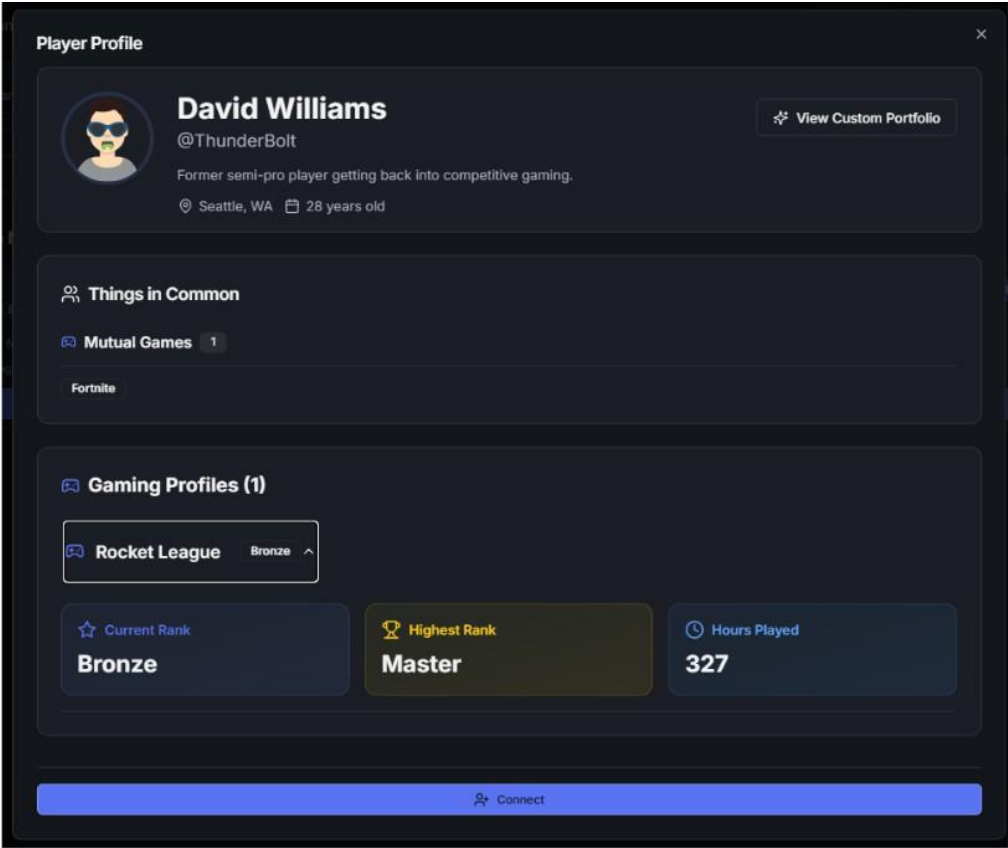 Player Profile
David Williams
@ThunderBolt
View Custom Portfolio
Former semi-pro player getting back into competitive gaming.
Seattle, WA 28 years old
Things in Common
Mutual Games 1
Fortnite
Gaming Profiles (1)
Rocket League Bronze
Current Rank
Bronze
Highest Rank
Master
Hours Played
327
Connect